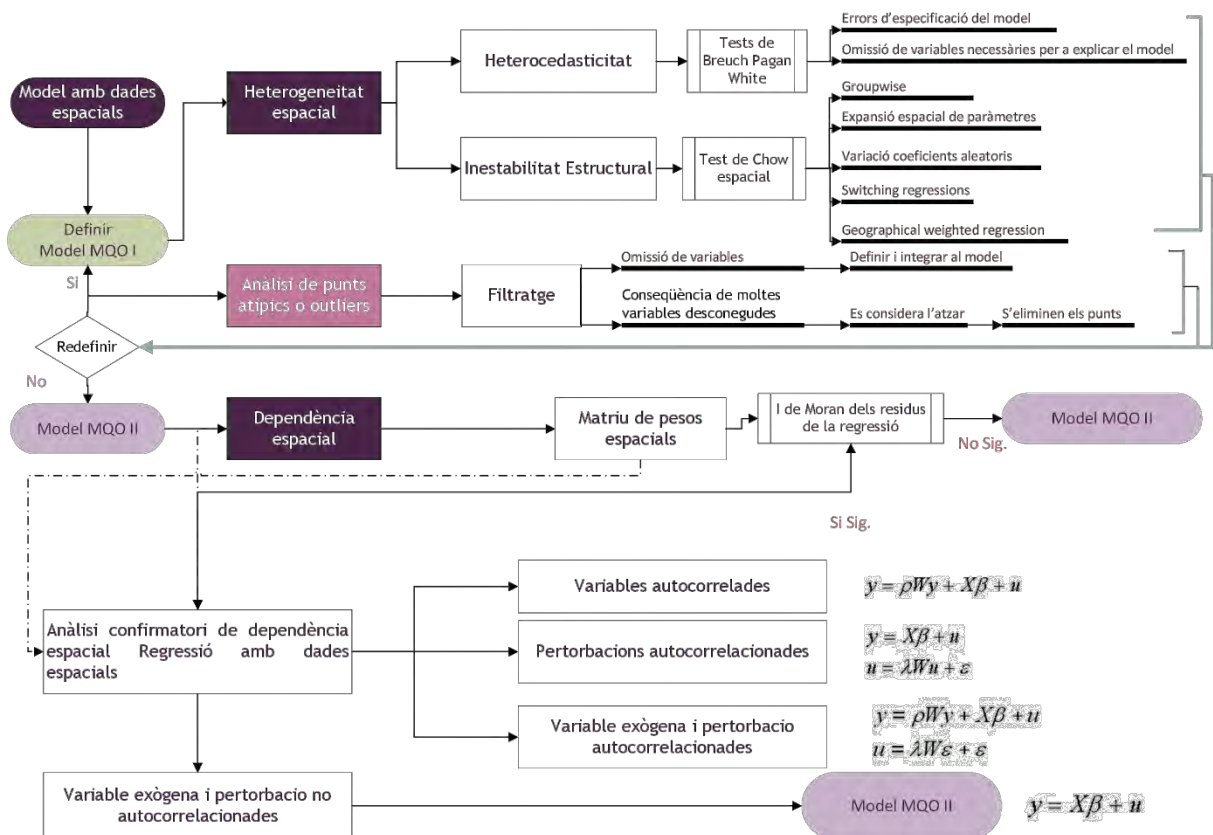 Errors d'especificació del model
Heterocedasticitat
Tests de
Breuch Pagan
White
Omissió de variables necessàries per a explicar el model
Model amb dades
espacials
Heterogeneitat
espacial
Groupwise
Expansió espacial de paràmetres
Inestabilitat Estructural
Test de Chow
espacial
Variació coeficients aleatoris
Switching regressions
Definir
Model MQO I
Geographical weighted regression
Si
Anàlisi de punts
atípics o outliers
Filtratge
Omissió de variables
Definir i integrar al model
Conseqüència de moltes
variables desconegudes
Es considera l'atzar
S'eliminen els punts
Redefinir
No
Model MQO II
Dependència
espacial
Matriu de pesos
espacials
I de Moran dels residus
de la regressió
Model MQO II
No Sig.
Si Sig.
Variables autocorrelades
y = ρWy + Xβ + u
Anàlisi confirmatori de dependència
espacial Regressió amb dades
espacials
Pertorbacions autocorrelacionades
y = Xβ + u
u = λWu + ε
Variable exògena i pertorbacio
autocorrelacionades
y = ρWy + Xβ + u
u = λWε + ε
Variable exògena i pertorbacio no
autocorrelacionades
Model MQO II
y = Xβ + u